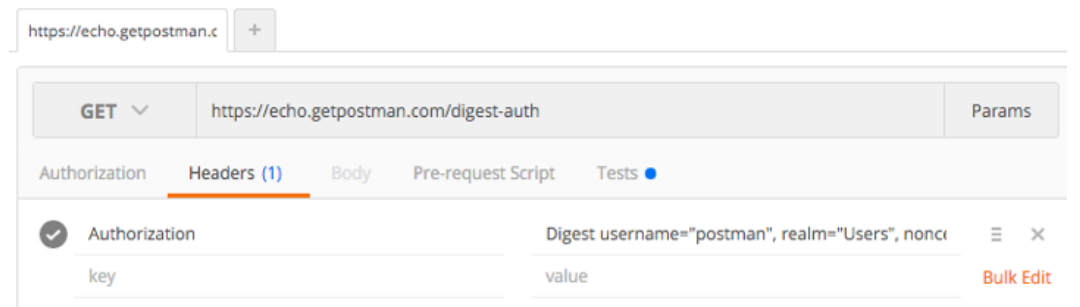 https://echo.getpostman.c +
GET https://echo.getpostman.com/digest-auth Params
Authorization Headers (1) Body Pre-request Script Tests
Authorization Digest username="postman", realm="Users", nonce
key value Bulk Edit